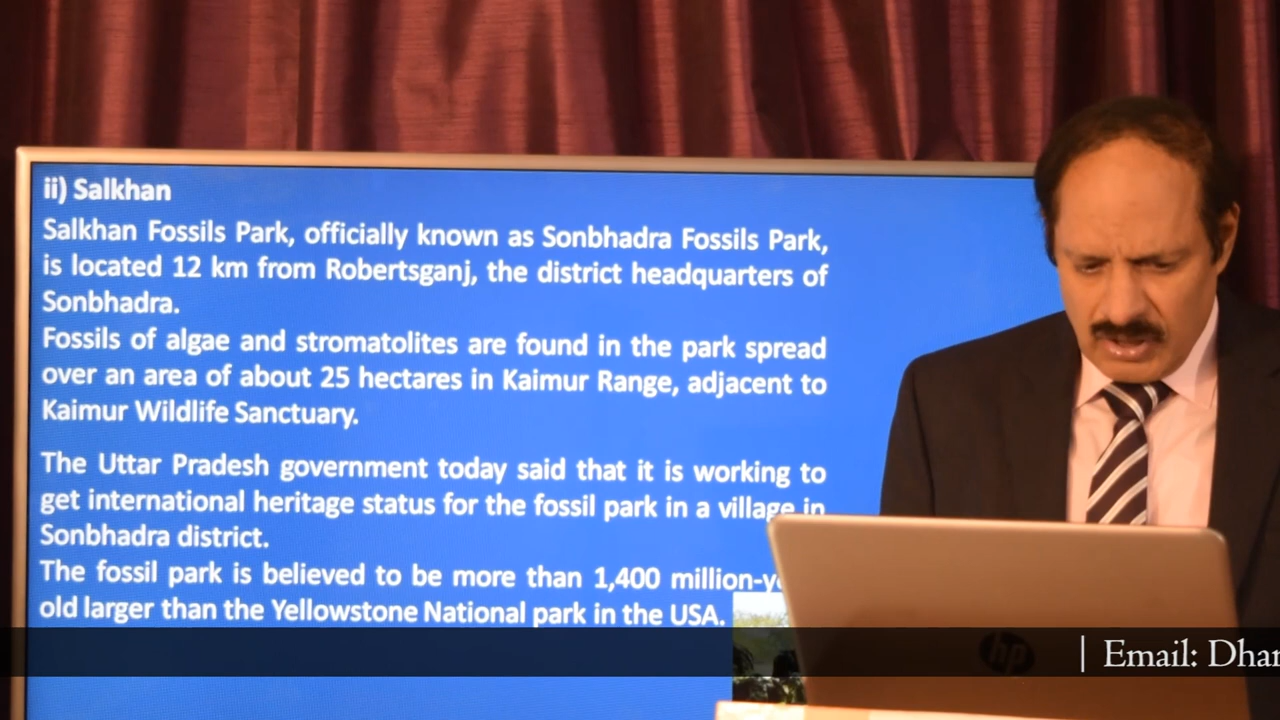 ii) Salkhan
Salkhan Fossils Park, officially known as Sonbhadra Fossils Park,
is located 12 km from Robertsganj, the district headquarters of
Sonbhadra.
Fossils of algae and stromatolites are found in the park spread
over an area of about 25 hectares in Kaimur Range, adjacent to
Kaimur Wildlife Sanctuary.
The Uttar Pradesh government today said that it is working to
get international heritage status for the fossil park in a village in
Sonbhadra district.
The fossil park is believed to be more than 1,400 million-y
old larger than the Yellowstone National park in the USA.
hp
| Email: Dhar